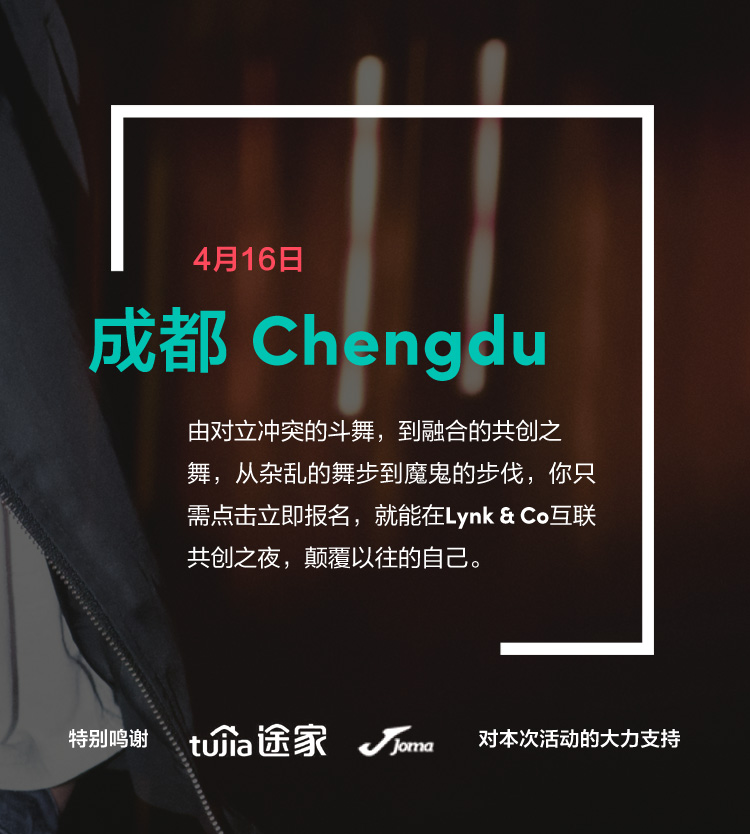 4月16日
成都 Chengdu
由对立冲突的斗舞，到融合的共创之
舞，从杂乱的舞步到魔鬼的步伐，你只
需点击立即报名，就能在Lynk & Co互联
共创之夜，颠覆以往的自己。
特别鸣谢 tujia途家 Joma 对本次活动的大力支持